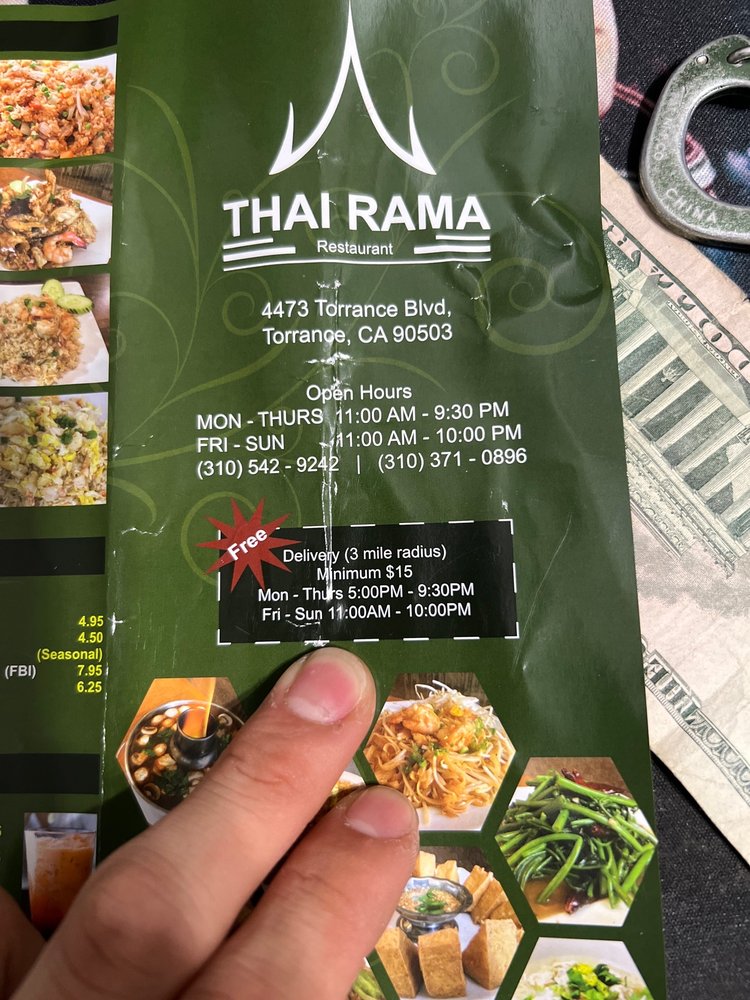 THAI RAMA
Restaurant
4473 Torrance Blvd,
Torrance, CA 90503
Open Hours
MON - THURS 11:00 AM - 9:30 PM
FRI - SUN - 11:00 AM - 10:00 PM
(310) 542 - 9242 | (310) 371 - 0896
Free
Delivery (3 mile radius)
Minimum $15
Mon - Thurs 5:00PM - 9:30PM
Fri - Sun 11:00AM - 10:00PM
4.95
4.50
(Seasonal)
(FBI) 7.95
6.25
CHINA